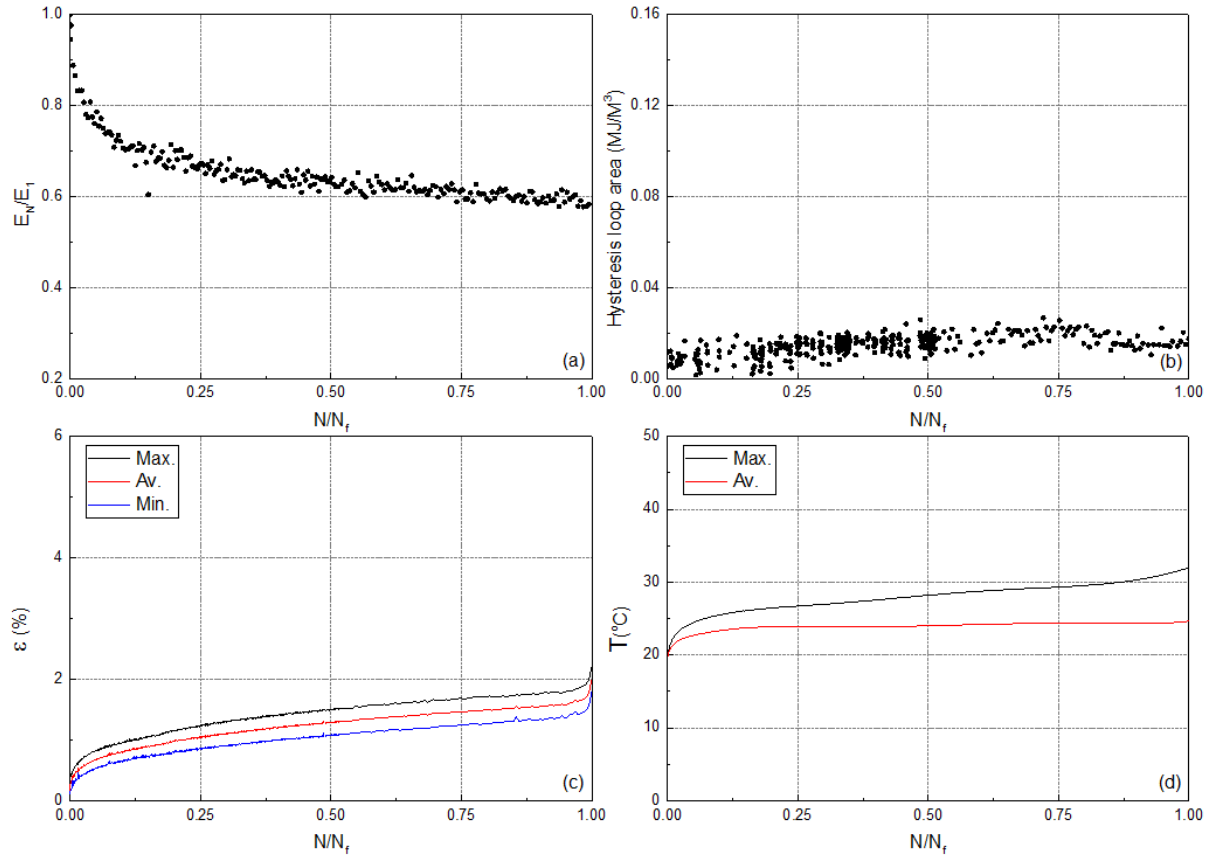 1.0
0.8
0.6
0.4
0.2
E_N/E_1
0.00 0.25 0.50 0.75 1.00
N/N_f
(a)
0.16
0.12
0.08
0.04
0.00
Hysteresis loop area (MJ/M³)
0.00 0.25 0.50 0.75 1.00
N/N_f
(b)
6
4
2
0
ε (%)
Max.
Av.
Min.
0.00 0.25 0.50 0.75 1.00
N/N_f
(c)
50
40
30
20
10
0
T(°C)
Max.
Av.
0.00 0.25 0.50 0.75 1.00
N/N_f
(d)